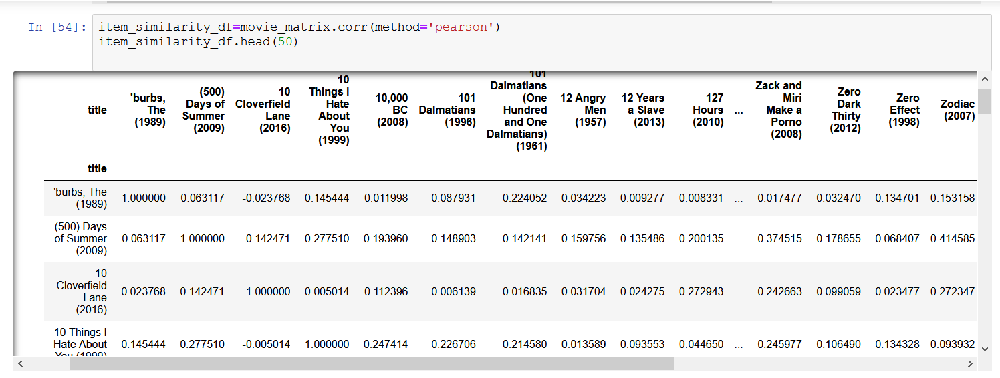 In [54]: item_similarity_df=movie_matrix.corr(method='pearson')
item_similarity_df.head(50)
title 'burbs, The (1989) (500) Days of Summer (2009) 10 Cloverfield Lane (2016) 10 Things I Hate About You (1999) 10,000 BC (2008) 101 Dalmatians (1996) 101 Dalmatians (One Hundred and One Dalmatians) (1961) 12 Angry Men (1957) 12 Years a Slave (2013) 127 Hours (2010) ... Zack and Miri Make a Porno (2008) Zero Dark Thirty (2012) Zero Effect (1998) Zodiac (2007)
title
'burbs, The (1989) 1.000000 0.063117 -0.023768 0.145444 0.011998 0.087931 0.224052 0.034223 0.009277 0.008331 ... 0.017477 0.032470 0.134701 0.153158
(500) Days of Summer (2009) 0.063117 1.000000 0.142471 0.277510 0.193960 0.148903 0.142141 0.159756 0.135486 0.200135 ... 0.374515 0.178655 0.068407 0.414585
10 Cloverfield Lane (2016) -0.023768 0.142471 1.000000 -0.005014 0.112396 0.006139 -0.016835 0.031704 -0.024275 0.272943 ... 0.242663 0.099059 -0.023477 0.272347
10 Things I Hate About You (1999) 0.145444 0.277510 -0.005014 1.000000 0.247414 0.226706 0.214580 0.013589 0.093553 0.044650 ... 0.245977 0.106490 0.134328 0.093932